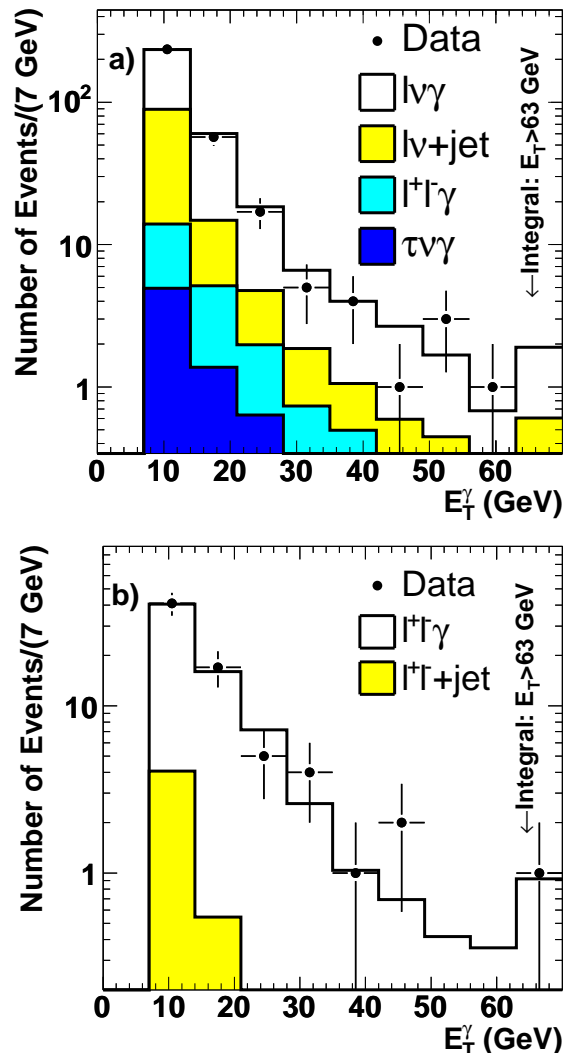 a)
Data
lνγ
lν+jet
l⁺l⁻γ
τνγ
←Integral: E_T>63 GeV
Number of Events/(7 GeV)
10²
10
1
0 10 20 30 40 50 60
E_T^γ (GeV)
b)
Data
l⁺l⁻γ
l⁺l⁻+jet
←Integral: E_T>63 GeV
Number of Events/(7 GeV)
10
1
0 10 20 30 40 50 60 70
E_T^γ (GeV)